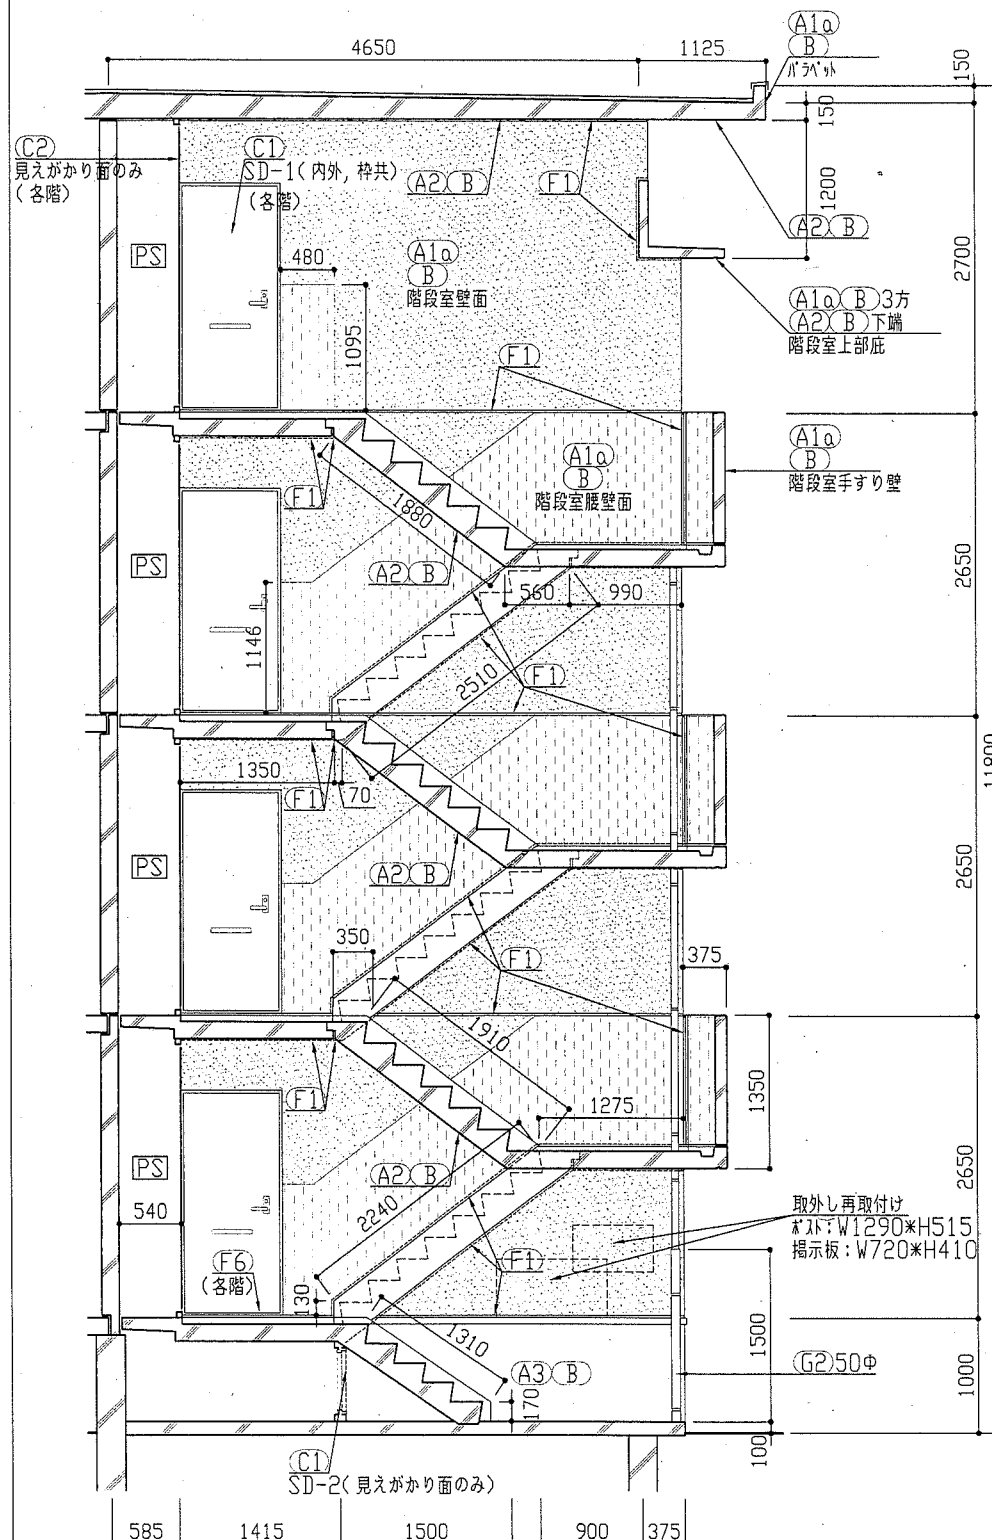 4650
1125
A1a
B
パラペット
150
150
C2
見えがかり面のみ
(各階)
C1
SD-1(内外,枠共)
(各階)
A2 B
F1
1200
A2 B
2700
PS
480
A1a
B
階段室壁面
1095
A1a B 3方
A2 B 下端
階段室上部庇
F1
A1a
B
階段室腰壁面
A1a
B
階段室手すり壁
F1
1880
PS
A2 B
560
990
2650
1146
2510
F1
1350
F1
70
11800
PS
A2 B
2650
350
F1
375
1910
F1
1350
1275
PS
A2 B
2650
540
2240
取外し再取付け
ポスト:W1290*H515
掲示板:W720*H410
F6
(各階)
F1
130
1310
1500
A3 B
G2 50Φ
170
1000
100
C1
SD-2(見えがかり面のみ)
585
1415
1500
900
375